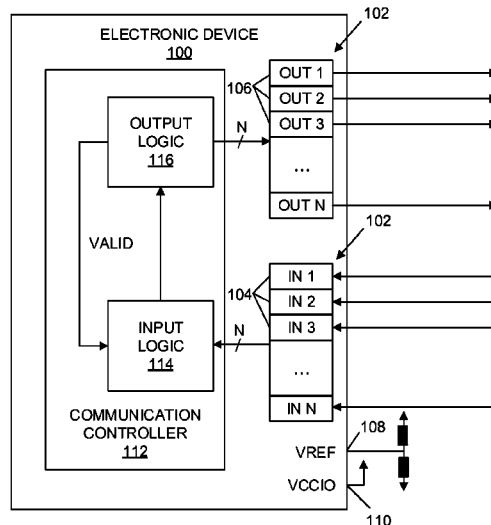 ELECTRONIC DEVICE
100
102
OUT 1
106
OUT 2
OUTPUT
LOGIC
116
N
OUT 3
...
OUT N
VALID
102
IN 1
104
IN 2
INPUT
LOGIC
114
N
IN 3
...
IN N
COMMUNICATION
CONTROLLER
112
108
VREF
VCCIO
110